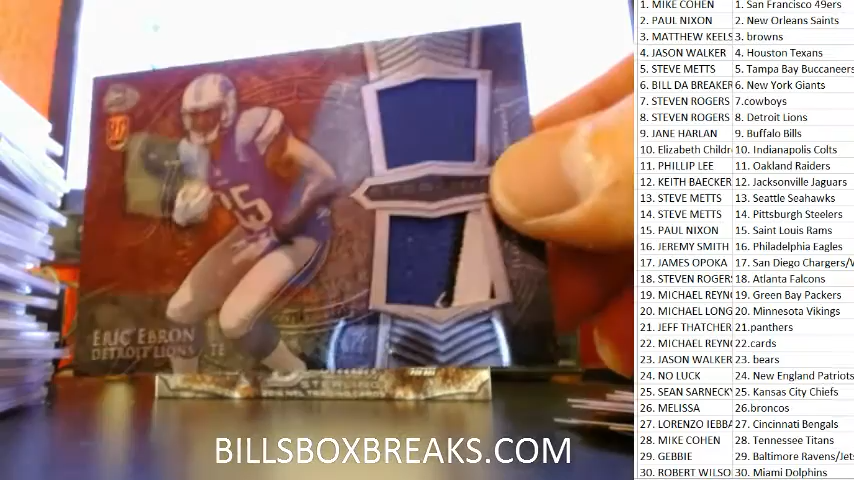 1. MIKE COHEN 1. San Francisco 49ers
2. PAUL NIXON 2. New Orleans Saints
3. MATTHEW KEELS 3. browns
4. JASON WALKER 4. Houston Texans
5. STEVE METTS 5. Tampa Bay Buccaneers
6. BILL DA BREAKER 6. New York Giants
7. STEVEN ROGERS 7.cowboys
8. STEVEN ROGERS 8. Detroit Lions
9. JANE HARLAN 9. Buffalo Bills
10. Elizabeth Childr 10. Indianapolis Colts
11. PHILLIP LEE 11. Oakland Raiders
12. KEITH BAECKER 12. Jacksonville Jaguars
13. STEVE METTS 13. Seattle Seahawks
14. STEVE METTS 14. Pittsburgh Steelers
15. PAUL NIXON 15. Saint Louis Rams
16. JEREMY SMITH 16. Philadelphia Eagles
17. JAMES OPOKA 17. San Diego Chargers/V
18. STEVEN ROGERS 18. Atlanta Falcons
19. MICHAEL REYN 19. Green Bay Packers
20. MICHAEL LONG 20. Minnesota Vikings
21. JEFF THATCHER 21.panthers
22. MICHAEL REYN 22.cards
23. JASON WALKER 23. bears
24. NO LUCK 24. New England Patriots
25. SEAN SARNECKY 25. Kansas City Chiefs
26. MELISSA 26.broncos
27. LORENZO IEBBA 27. Cincinnati Bengals
28. MIKE COHEN 28. Tennessee Titans
29. GEBBIE 29. Baltimore Ravens/Jets
30. ROBERT WILSO 30. Miami Dolphins
25
ERIC EBRON
DETROIT LIONS TE
BILLSBOXBREAKS.COM